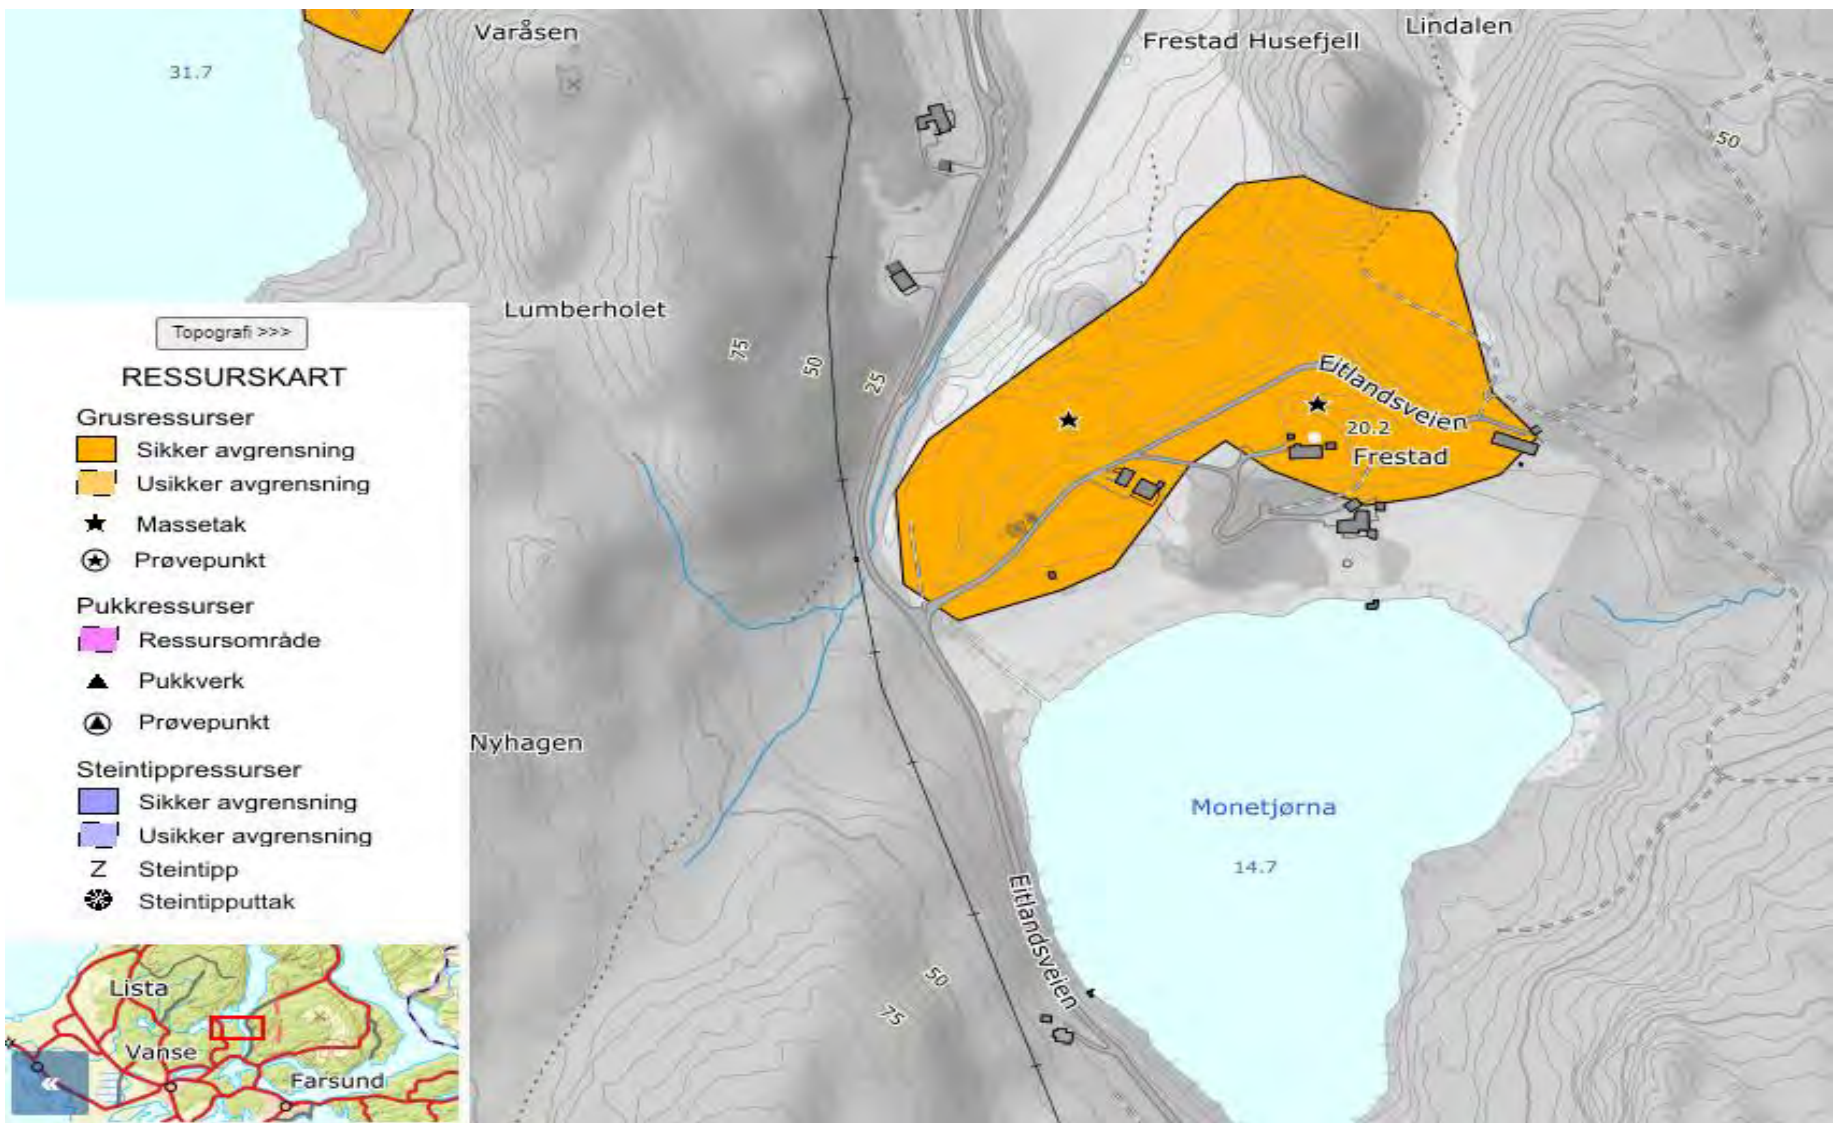 Varåsen
Frestad Husefjell
Lindalen
31.7
50
Lumberholet
75
50
25
Eitlandsveien
20.2
Frestad
Topografi >>>
RESSURSKART
Grusressurser
Sikker avgrensning
Usikker avgrensning
Massetak
Prøvepunkt
Pukkressurser
Ressursområde
Pukkverk
Prøvepunkt
Steintippressurser
Sikker avgrensning
Usikker avgrensning
Z Steintipp
Steintipputtak
Nyhagen
Monetjørna
14.7
Eitlandsveien
50
75
Lista
Vanse
Farsund
«